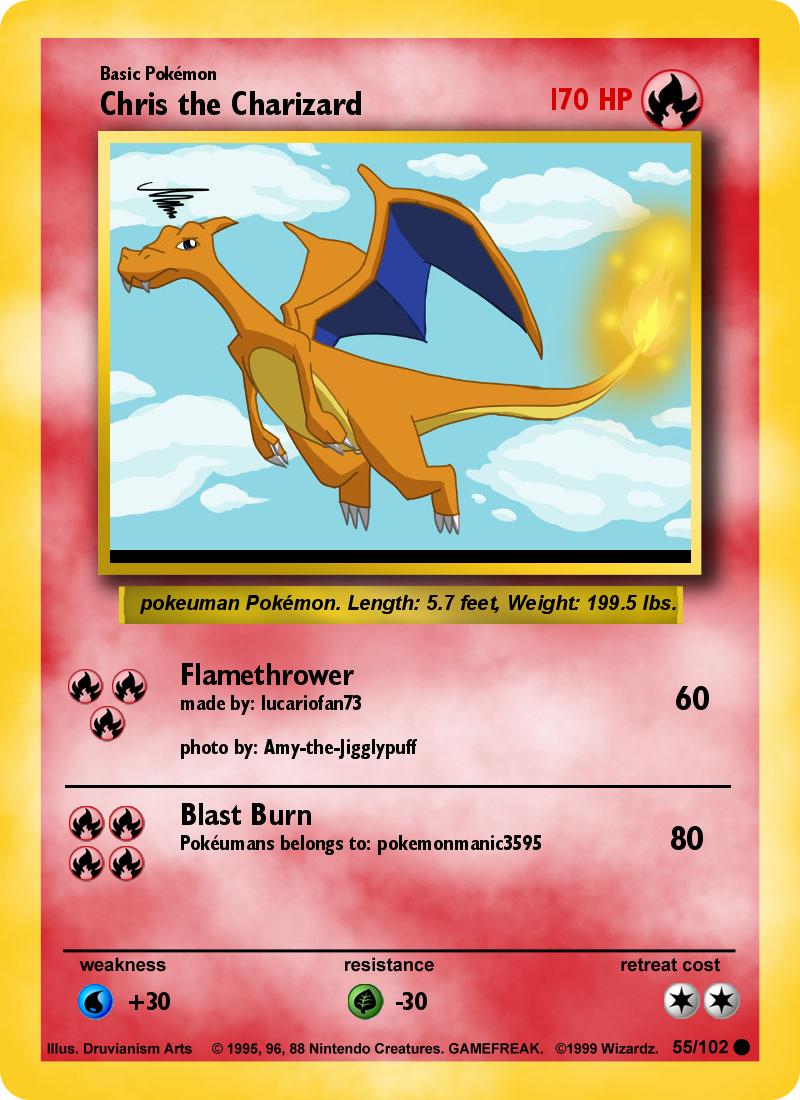 Basic Pokémon
Chris the Charizard
170 HP
pokeuman Pokémon. Length: 5.7 feet, Weight: 199.5 lbs.
Flamethrower
made by: lucariofan73
60
photo by: Amy-the-Jigglypuff
Blast Burn
Pokéumans belongs to: pokemonmanic3595
80
weakness resistance retreat cost
+30 -30
Illus. Druvianism Arts © 1995, 96, 88 Nintendo Creatures. GAMEFREAK. ©1999 Wizardz. 55/102